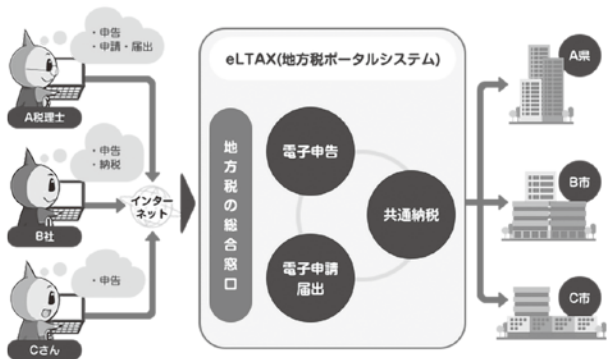 ・申告
・申請・届出
A税理士
・申告
・納税
B社
・申告
Cさん
インター
ネット
eLTAX(地方税ポータルシステム)
地方税の総合窓口
電子申告
共通納税
電子申請
届出
A県
B市
C市